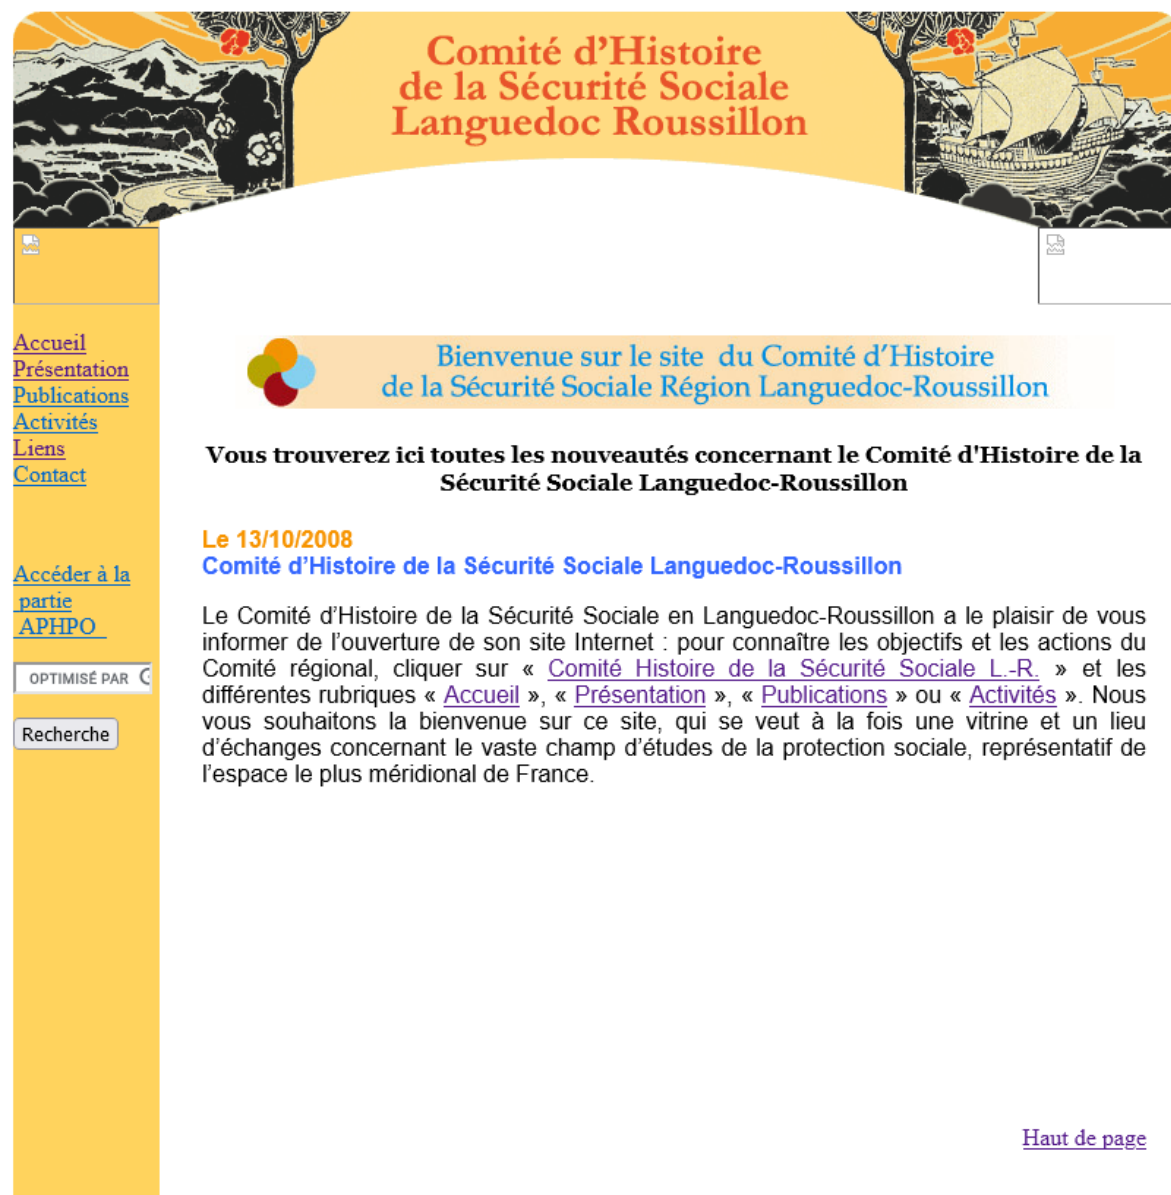 Comité d’Histoire
de la Sécurité Sociale
Languedoc Roussillon
Accueil
Présentation
Publications
Activités
Liens
Contact
Accéder à la
partie
APHPO
OPTIMISÉ PAR
Recherche
Bienvenue sur le site du Comité d’Histoire
de la Sécurité Sociale Région Languedoc-Roussillon
Vous trouverez ici toutes les nouveautés concernant le Comité d'Histoire de la
Sécurité Sociale Languedoc-Roussillon
Le 13/10/2008
Comité d’Histoire de la Sécurité Sociale Languedoc-Roussillon
Le Comité d’Histoire de la Sécurité Sociale en Languedoc-Roussillon a le plaisir de vous
informer de l’ouverture de son site Internet : pour connaître les objectifs et les actions du
Comité régional, cliquer sur « Comité Histoire de la Sécurité Sociale L.-R. » et les
différentes rubriques « Accueil », « Présentation », « Publications » ou « Activités ». Nous
vous souhaitons la bienvenue sur ce site, qui se veut à la fois une vitrine et un lieu
d’échanges concernant le vaste champ d’études de la protection sociale, représentatif de
l’espace le plus méridional de France.
Haut de page